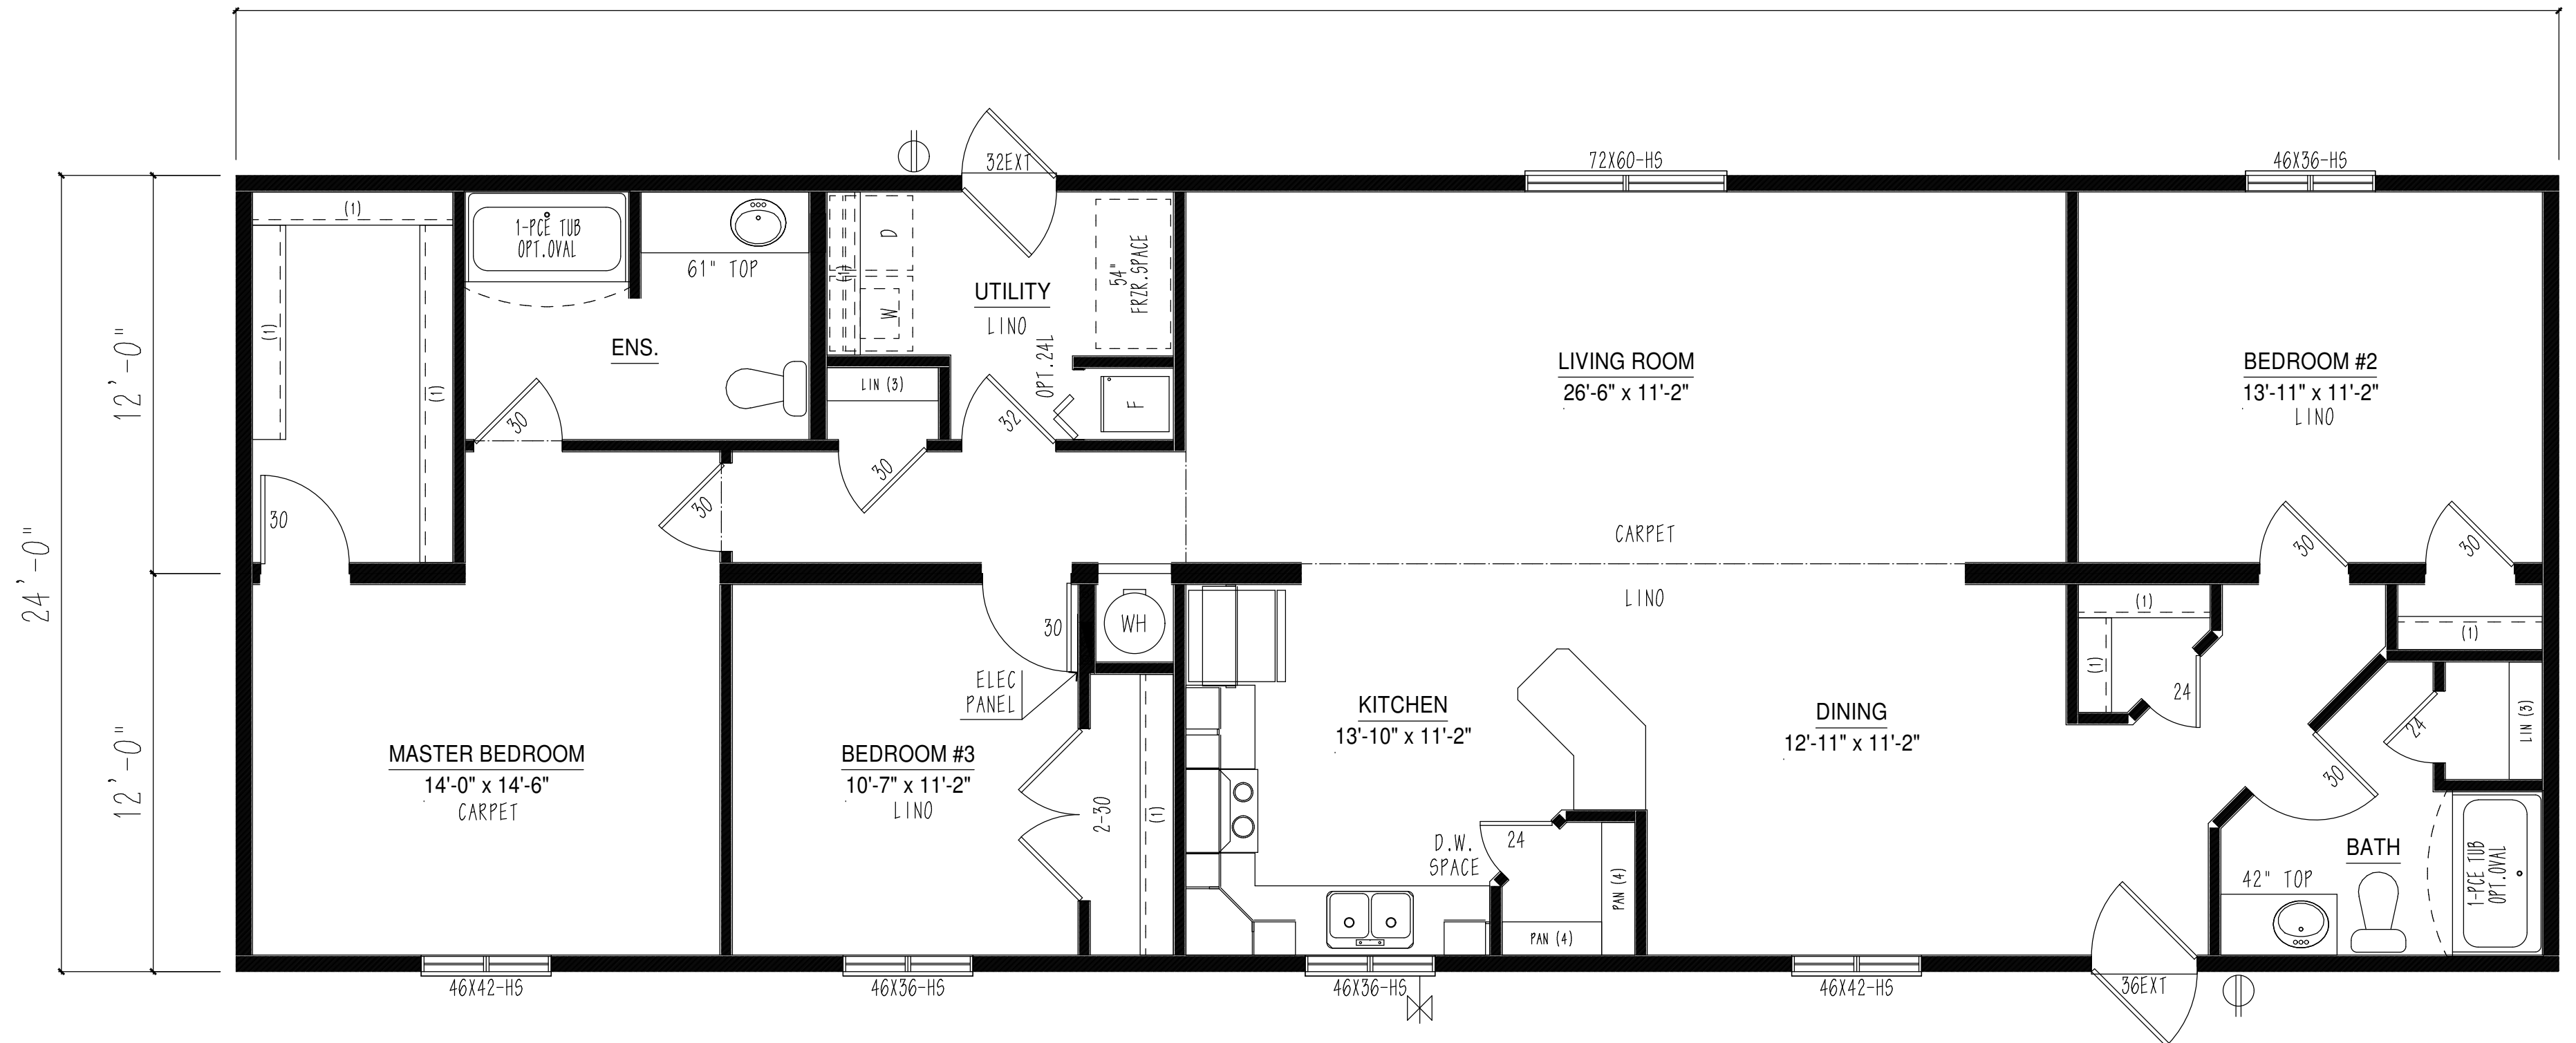 32EXT
72X60-HS
46X36-HS
(1)
1-PCE TUB
OPT.OVAL
61" TOP
(1)
(1)
D
(1)
W
UTILITY
LINO
54"
FRZR.SPACE
OPT.24L
ENS.
LIN (3)
F
30
32
30
30
30
12'-0"
24'-0"
12'-0"
LIVING ROOM
26'-6" x 11'-2"
CARPET
LINO
BEDROOM #2
13'-11" x 11'-2"
LINO
30
30
(1)
(1)
(1)
24
24
LIN (3)
30
WH
30
ELEC
PANEL
MASTER BEDROOM
14'-0" x 14'-6"
CARPET
BEDROOM #3
10'-7" x 11'-2"
LINO
2-30
(1)
KITCHEN
13'-10" x 11'-2"
DINING
12'-11" x 11'-2"
D.W.
SPACE
24
PAN (4)
PAN (4)
BATH
42" TOP
1-PCE TUB
OPT.OVAL
36EXT
46X42-HS
46X36-HS
46X36-HS
46X42-HS